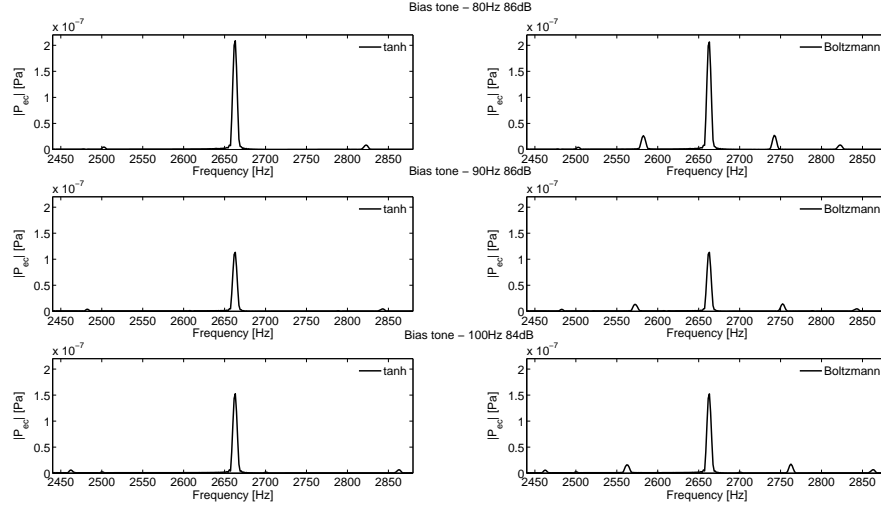 Bias tone − 80Hz 86dB
x 10⁻⁷
2
1.5
1
0.5
0
|P_ec| [Pa]
tanh
2450 2500 2550 2600 2650 2700 2750 2800 2850
Frequency [Hz]
x 10⁻⁷
2
1.5
1
0.5
0
|P_ec| [Pa]
Boltzmann
2450 2500 2550 2600 2650 2700 2750 2800 2850
Frequency [Hz]
Bias tone − 90Hz 86dB
x 10⁻⁷
2
1.5
1
0.5
0
|P_ec| [Pa]
tanh
2450 2500 2550 2600 2650 2700 2750 2800 2850
Frequency [Hz]
x 10⁻⁷
2
1.5
1
0.5
0
|P_ec| [Pa]
Boltzmann
2450 2500 2550 2600 2650 2700 2750 2800 2850
Frequency [Hz]
Bias tone − 100Hz 84dB
x 10⁻⁷
2
1.5
1
0.5
0
|P_ec| [Pa]
tanh
2450 2500 2550 2600 2650 2700 2750 2800 2850
Frequency [Hz]
x 10⁻⁷
2
1.5
1
0.5
0
|P_ec| [Pa]
Boltzmann
2450 2500 2550 2600 2650 2700 2750 2800 2850
Frequency [Hz]